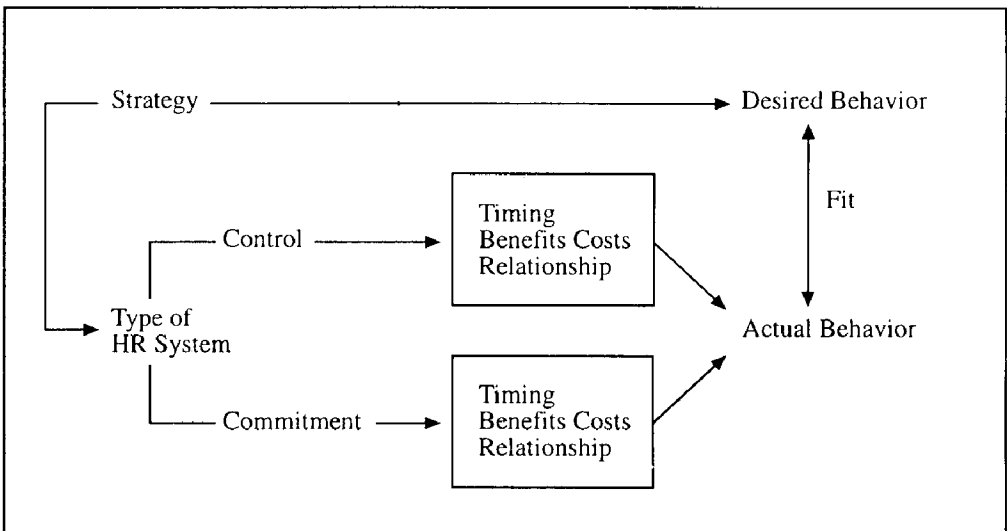 Strategy
Desired Behavior
Fit
Control
Timing
Benefits Costs
Relationship
Type of
HR System
Actual Behavior
Commitment
Timing
Benefits Costs
Relationship